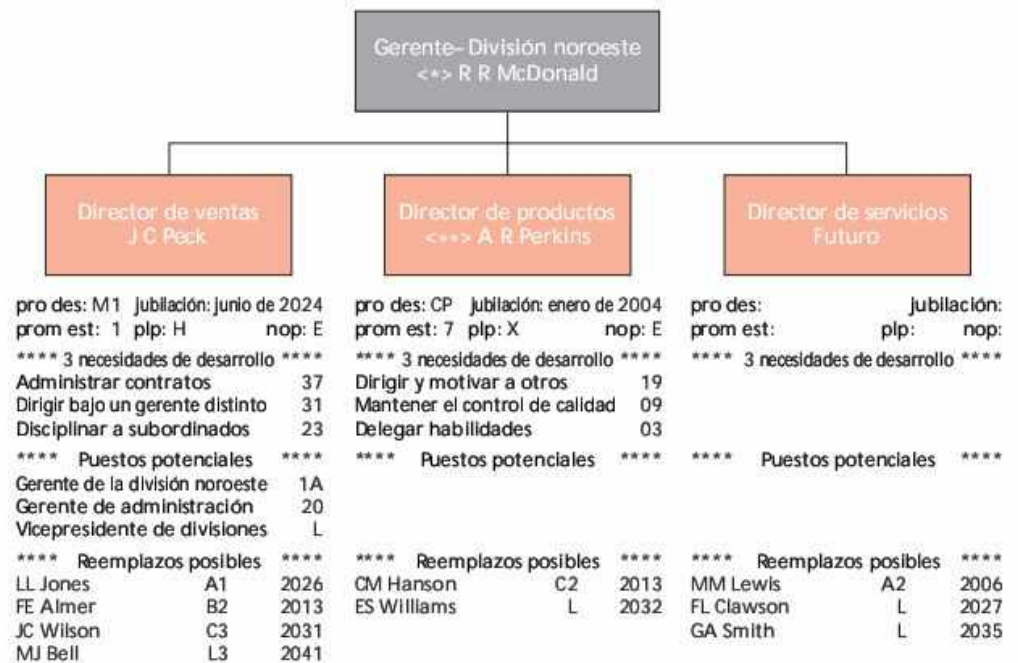 Gerente– División noroeste
<*> R R McDonald
Director de ventas
J C Peck
pro des: M1 jubilación: junio de 2024
prom est: 1 plp: H nop: E
**** 3 necesidades de desarrollo ****
Administrar contratos 37
Dirigir bajo un gerente distinto 31
Disciplinar a subordinados 23
**** Puestos potenciales ****
Gerente de la división noroeste 1A
Gerente de administración 20
Vicepresidente de divisiones L
**** Reemplazos posibles ****
LL Jones A1 2026
FE Almer B2 2013
JC Wilson C3 2031
MJ Bell L3 2041
Director de productos
<**> A R Perkins
pro des: CP jubilación: enero de 2004
prom est: 7 plp: X nop: E
**** 3 necesidades de desarrollo ****
Dirigir y motivar a otros 19
Mantener el control de calidad 09
Delegar habilidades 03
**** Puestos potenciales ****
**** Reemplazos posibles ****
CM Hanson C2 2013
ES Williams L 2032
Director de servicios
Futuro
pro des: jubilación:
prom est: plp: nop:
**** 3 necesidades de desarrollo ****
**** Puestos potenciales ****
**** Reemplazos posibles ****
MM Lewis A2 2006
FL Clawson L 2027
GA Smith L 2035